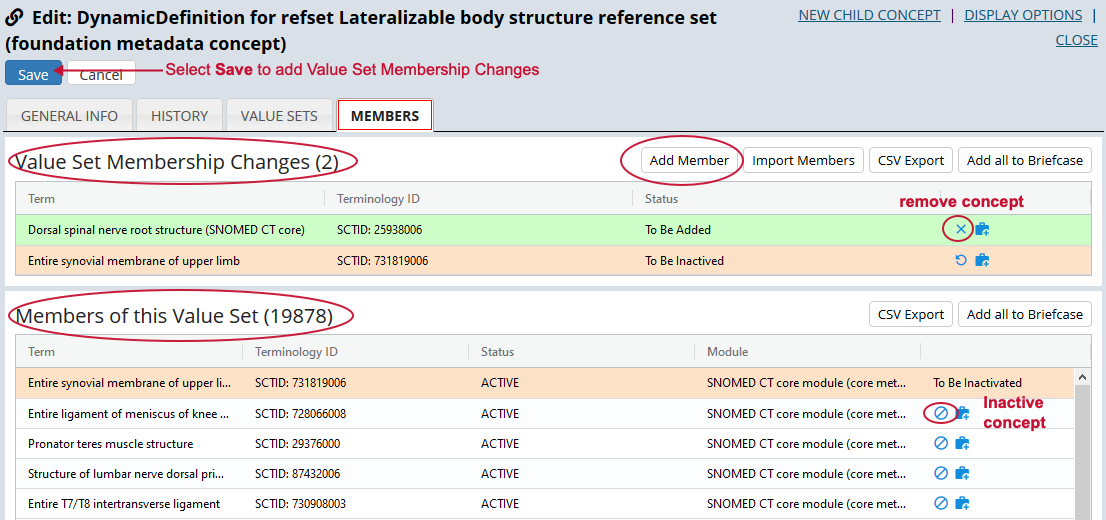 Edit: DynamicDefinition for refset Lateralizable body structure reference set
(foundation metadata concept)
NEW CHILD CONCEPT | DISPLAY OPTIONS |
CLOSE
Save Cancel Select Save to add Value Set Membership Changes
GENERAL INFO HISTORY VALUE SETS MEMBERS
Value Set Membership Changes (2) Add Member Import Members CSV Export Add all to Briefcase
Term Terminology ID Status
remove concept
Dorsal spinal nerve root structure (SNOMED CT core) SCTID: 25938006 To Be Added
Entire synovial membrane of upper limb SCTID: 731819006 To Be Inactived
Members of this Value Set (19878) CSV Export Add all to Briefcase
Term Terminology ID Status Module
Entire synovial membrane of upper li... SCTID: 731819006 ACTIVE SNOMED CT core module (core met... To Be Inactivated
Entire ligament of meniscus of knee ... SCTID: 728066008 ACTIVE SNOMED CT core module (core met...
Inactive
concept
Pronator teres muscle structure SCTID: 29376000 ACTIVE SNOMED CT core module (core met...
Structure of lumbar nerve dorsal pri... SCTID: 87432006 ACTIVE SNOMED CT core module (core met...
Entire T7/T8 intertransverse ligament SCTID: 730908003 ACTIVE SNOMED CT core module (core met...